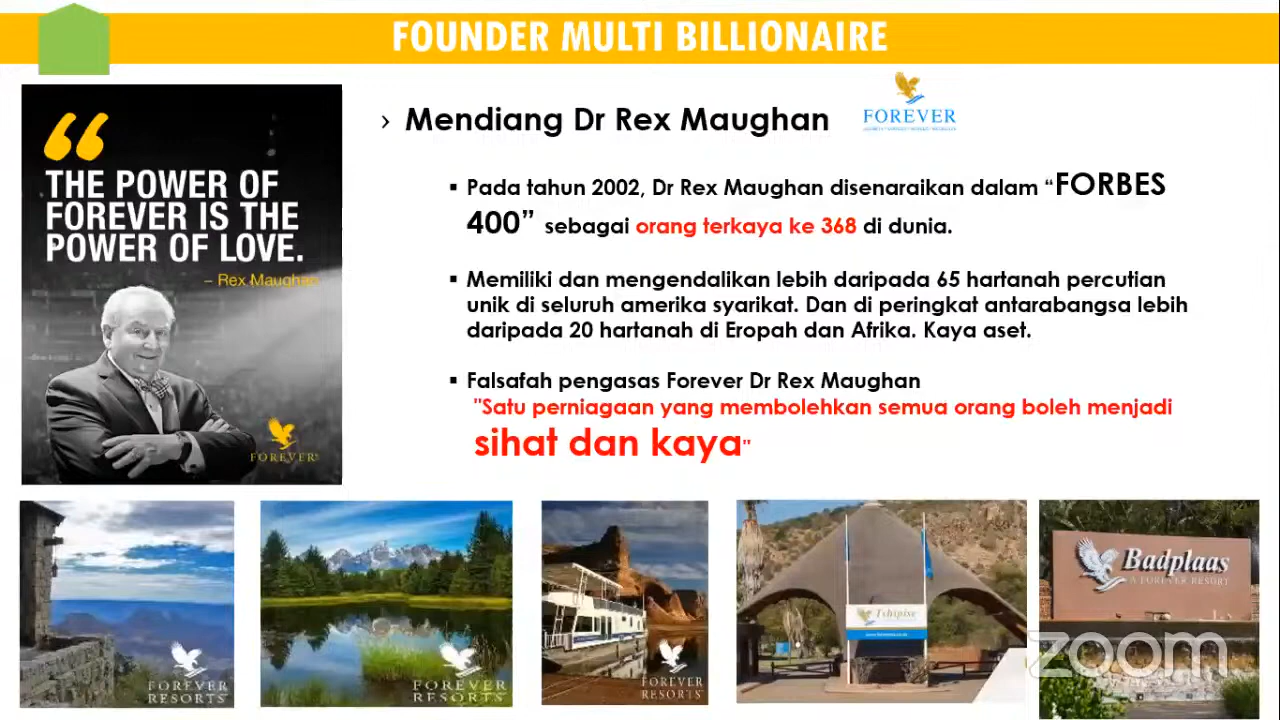 FOUNDER MULTI BILLIONAIRE
“
THE POWER OF
FOREVER IS THE
POWER OF LOVE.
– Rex Maughan
FOREVER
› Mendiang Dr Rex Maughan
FOREVER
▪ Pada tahun 2002, Dr Rex Maughan disenaraikan dalam “FORBES
400” sebagai orang terkaya ke 368 di dunia.
▪ Memiliki dan mengendalikan lebih daripada 65 hartanah percutian
unik di seluruh amerika syarikat. Dan di peringkat antarabangsa lebih
daripada 20 hartanah di Eropah dan Afrika. Kaya aset.
▪ Falsafah pengasas Forever Dr Rex Maughan
"Satu perniagaan yang membolehkan semua orang boleh menjadi
sihat dan kaya"
FOREVER
RESORTS
FOREVER
RESORTS
FOREVER
RESORTS
Tshipise
Badplaas
A FOREVER RESORT
zoom